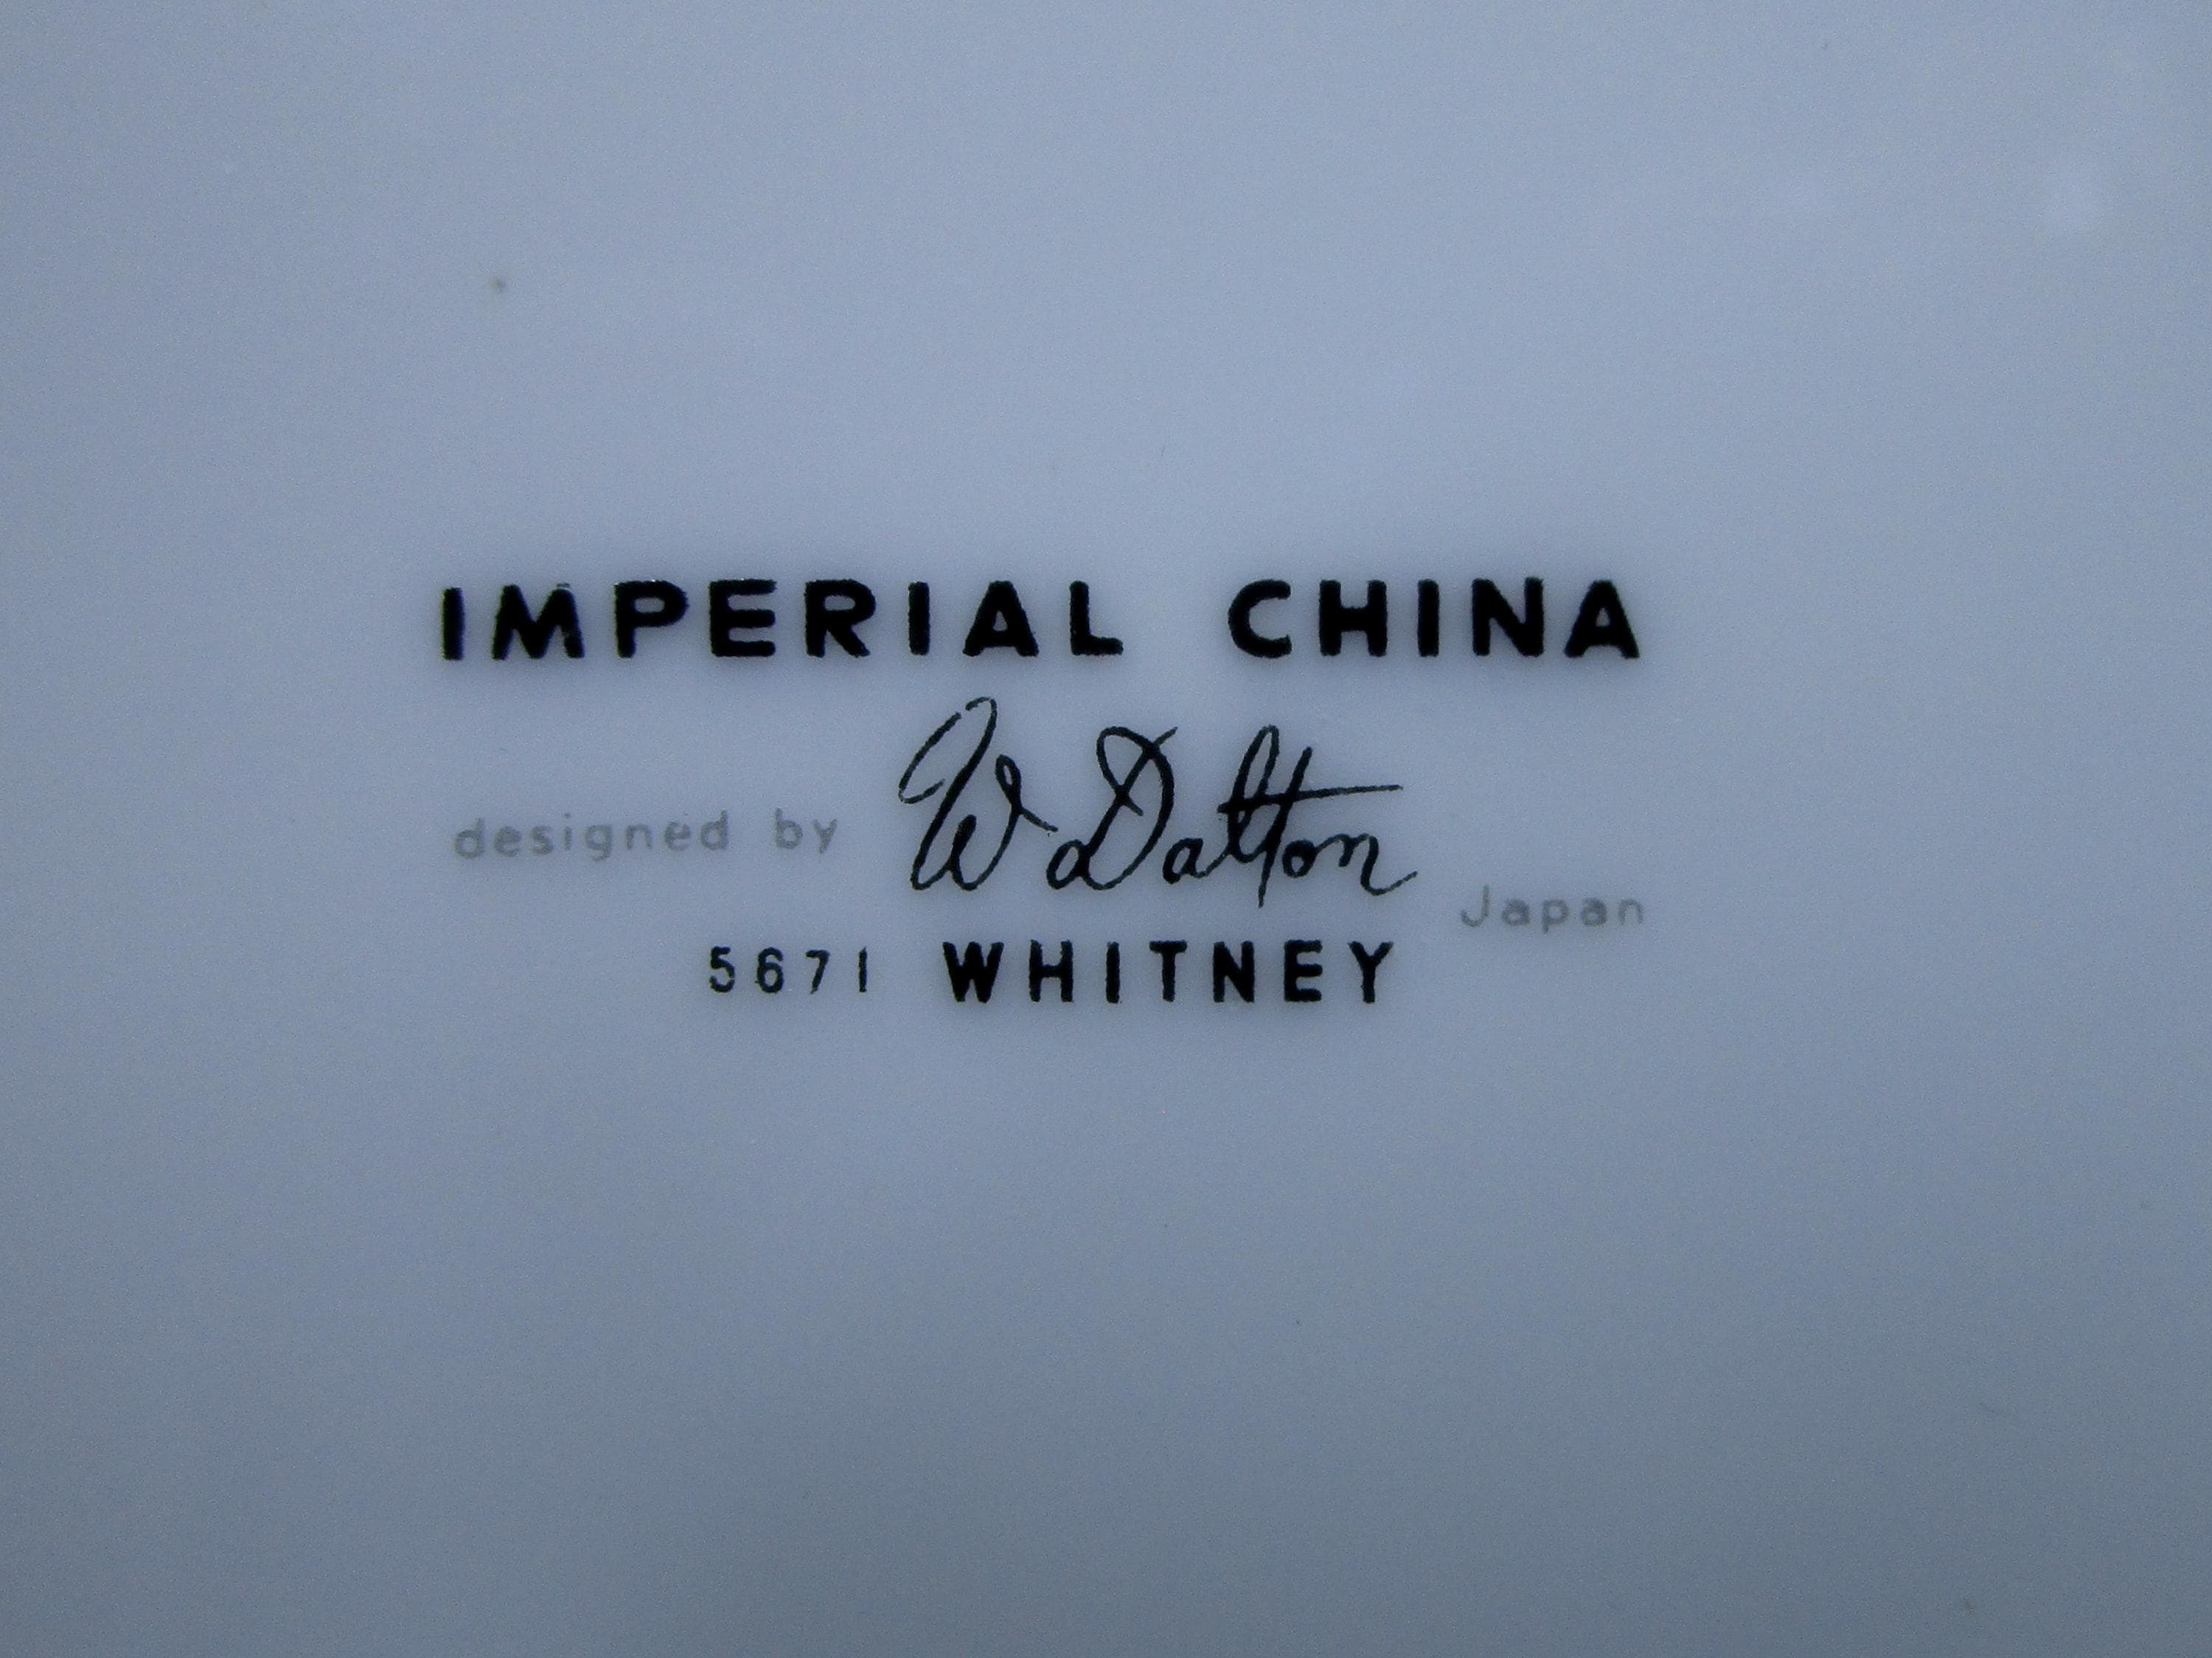 IMPERIAL CHINA
designed by W Dalton
Japan
5671 WHITNEY